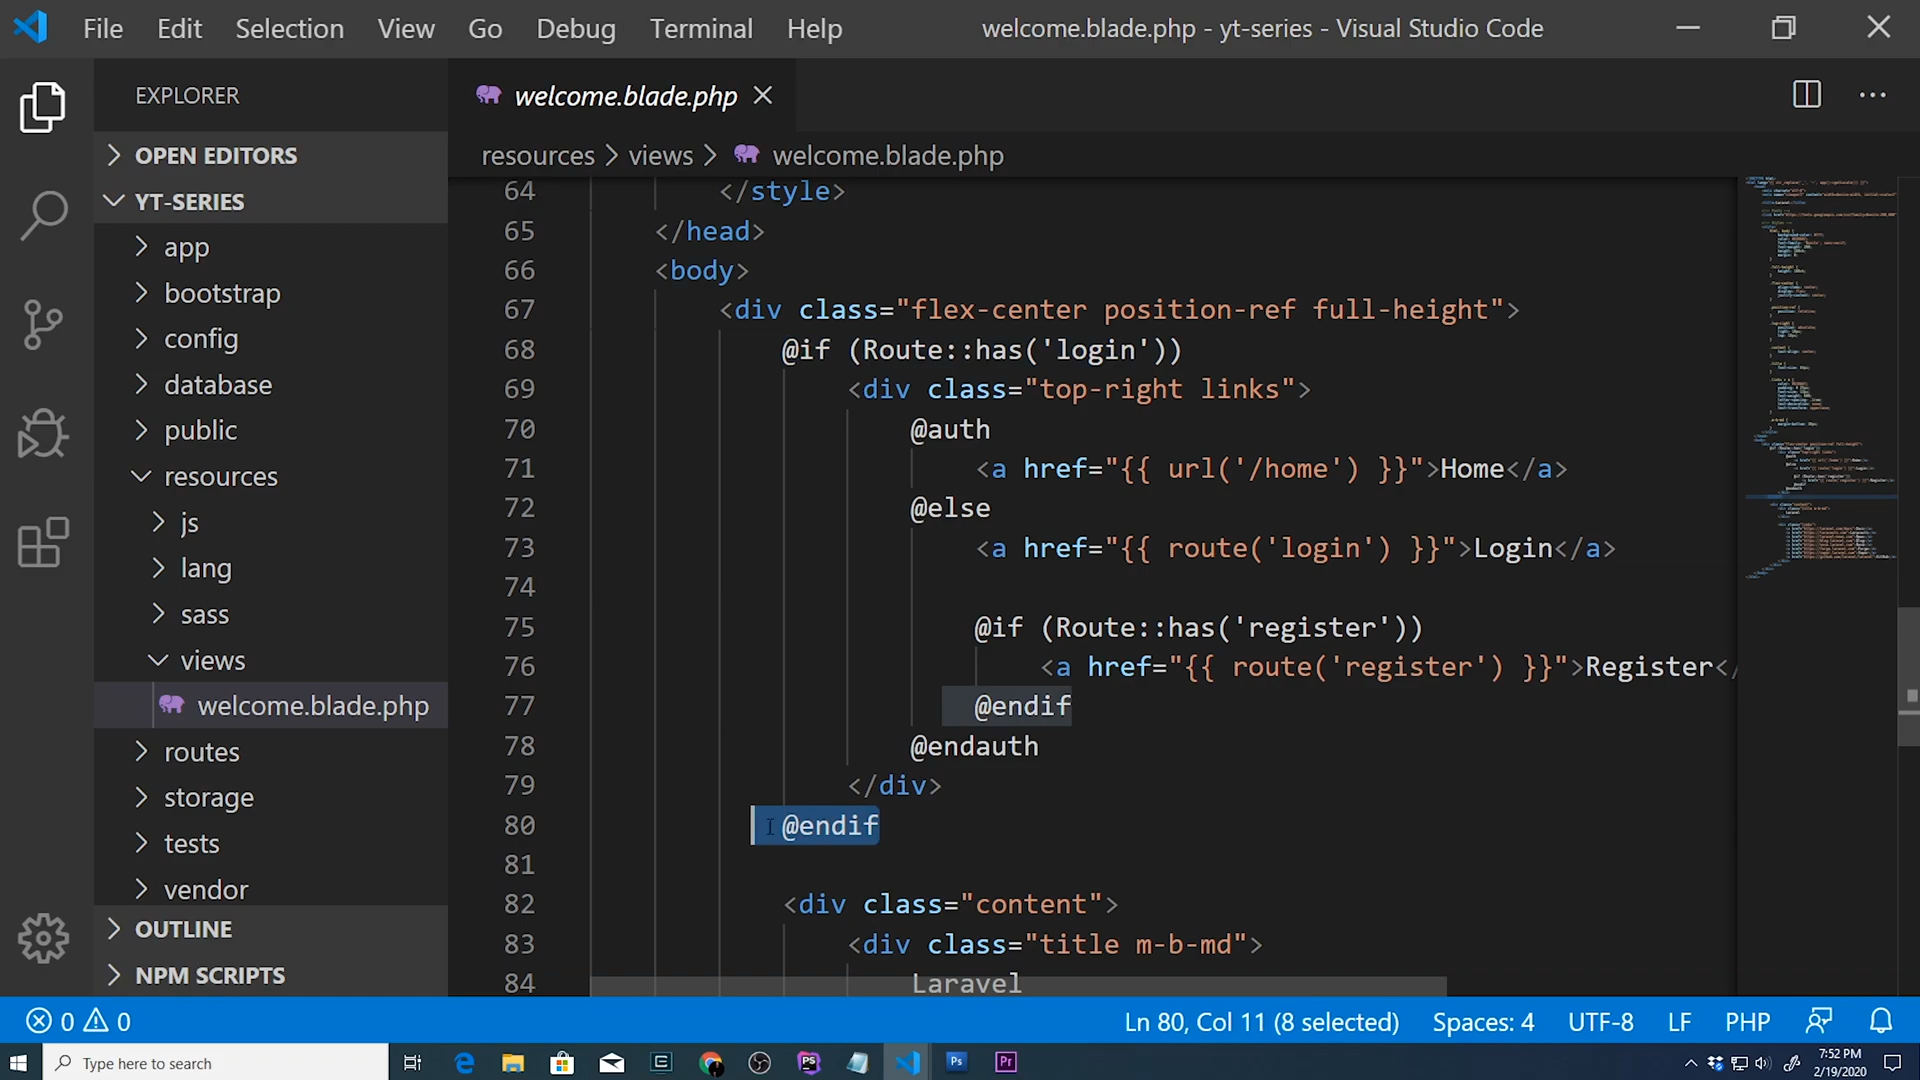 File Edit Selection View Go Debug Terminal Help welcome.blade.php - yt-series - Visual Studio Code
EXPLORER
OPEN EDITORS
YT-SERIES
app
bootstrap
config
database
public
resources
js
lang
sass
views
welcome.blade.php
routes
storage
tests
vendor
OUTLINE
NPM SCRIPTS
welcome.blade.php
resources > views > welcome.blade.php
64 </style>
65 </head>
66 <body>
67 <div class="flex-center position-ref full-height">
68 @if (Route::has('login'))
69 <div class="top-right links">
70 @auth
71 <a href="{{ url('/home') }}">Home</a>
72 @else
73 <a href="{{ route('login') }}">Login</a>
74
75 @if (Route::has('register'))
76 <a href="{{ route('register') }}">Register</
77 @endif
78 @endauth
79 </div>
80 @endif
81
82 <div class="content">
83 <div class="title m-b-md">
84 Laravel
0 0 Ln 80, Col 11 (8 selected) Spaces: 4 UTF-8 LF PHP
Type here to search
PS
Ps
Pr
7:52 PM
2/19/2020